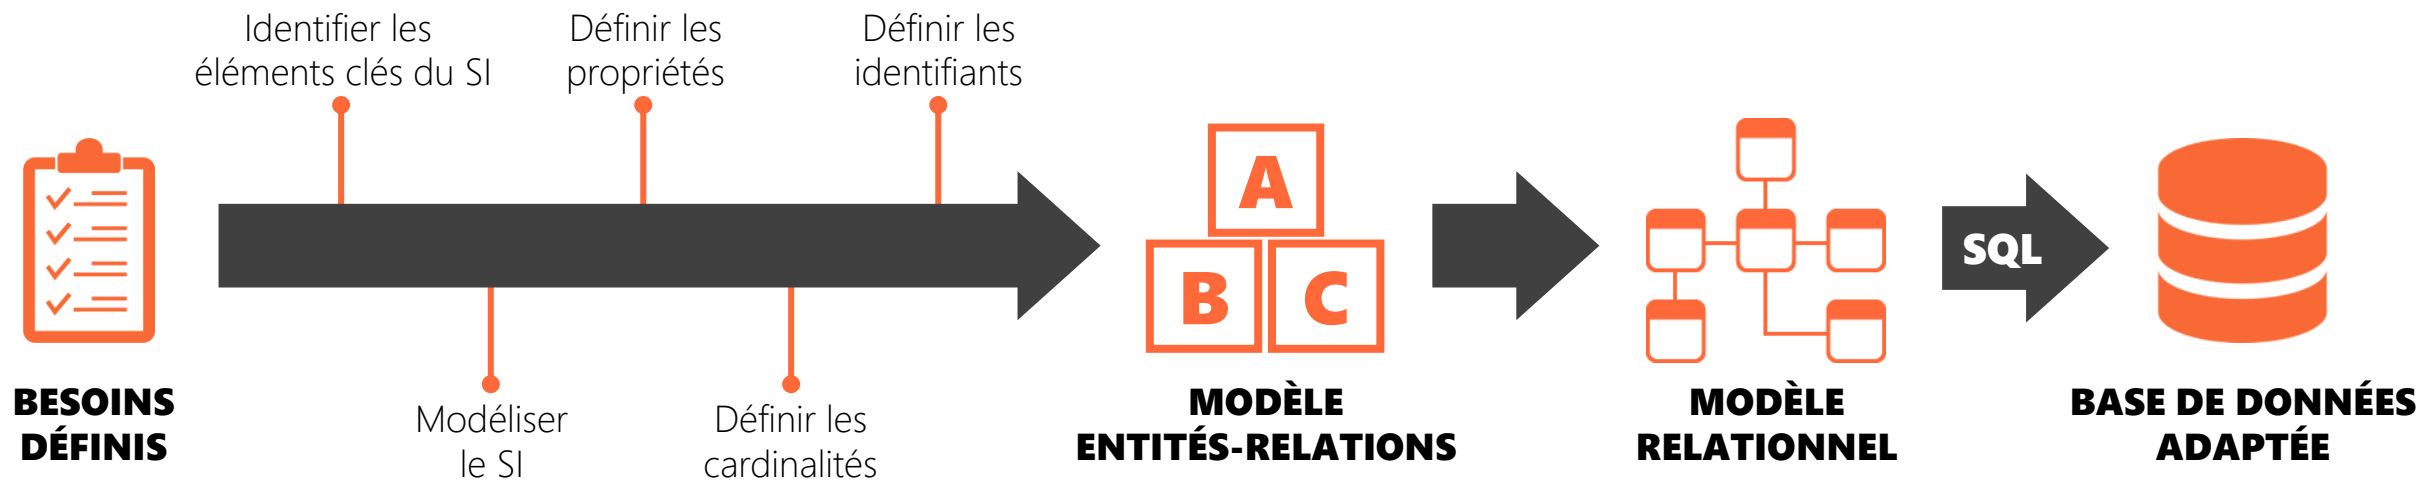 Identifier les
éléments clés du SI
Définir les
propriétés
Définir les
identifiants
A
B
C
SQL
BESOINS
DÉFINIS
Modéliser
le SI
Définir les
cardinalités
MODÈLE
ENTITÉS-RELATIONS
MODÈLE
RELATIONNEL
BASE DE DONNÉES
ADAPTÉE